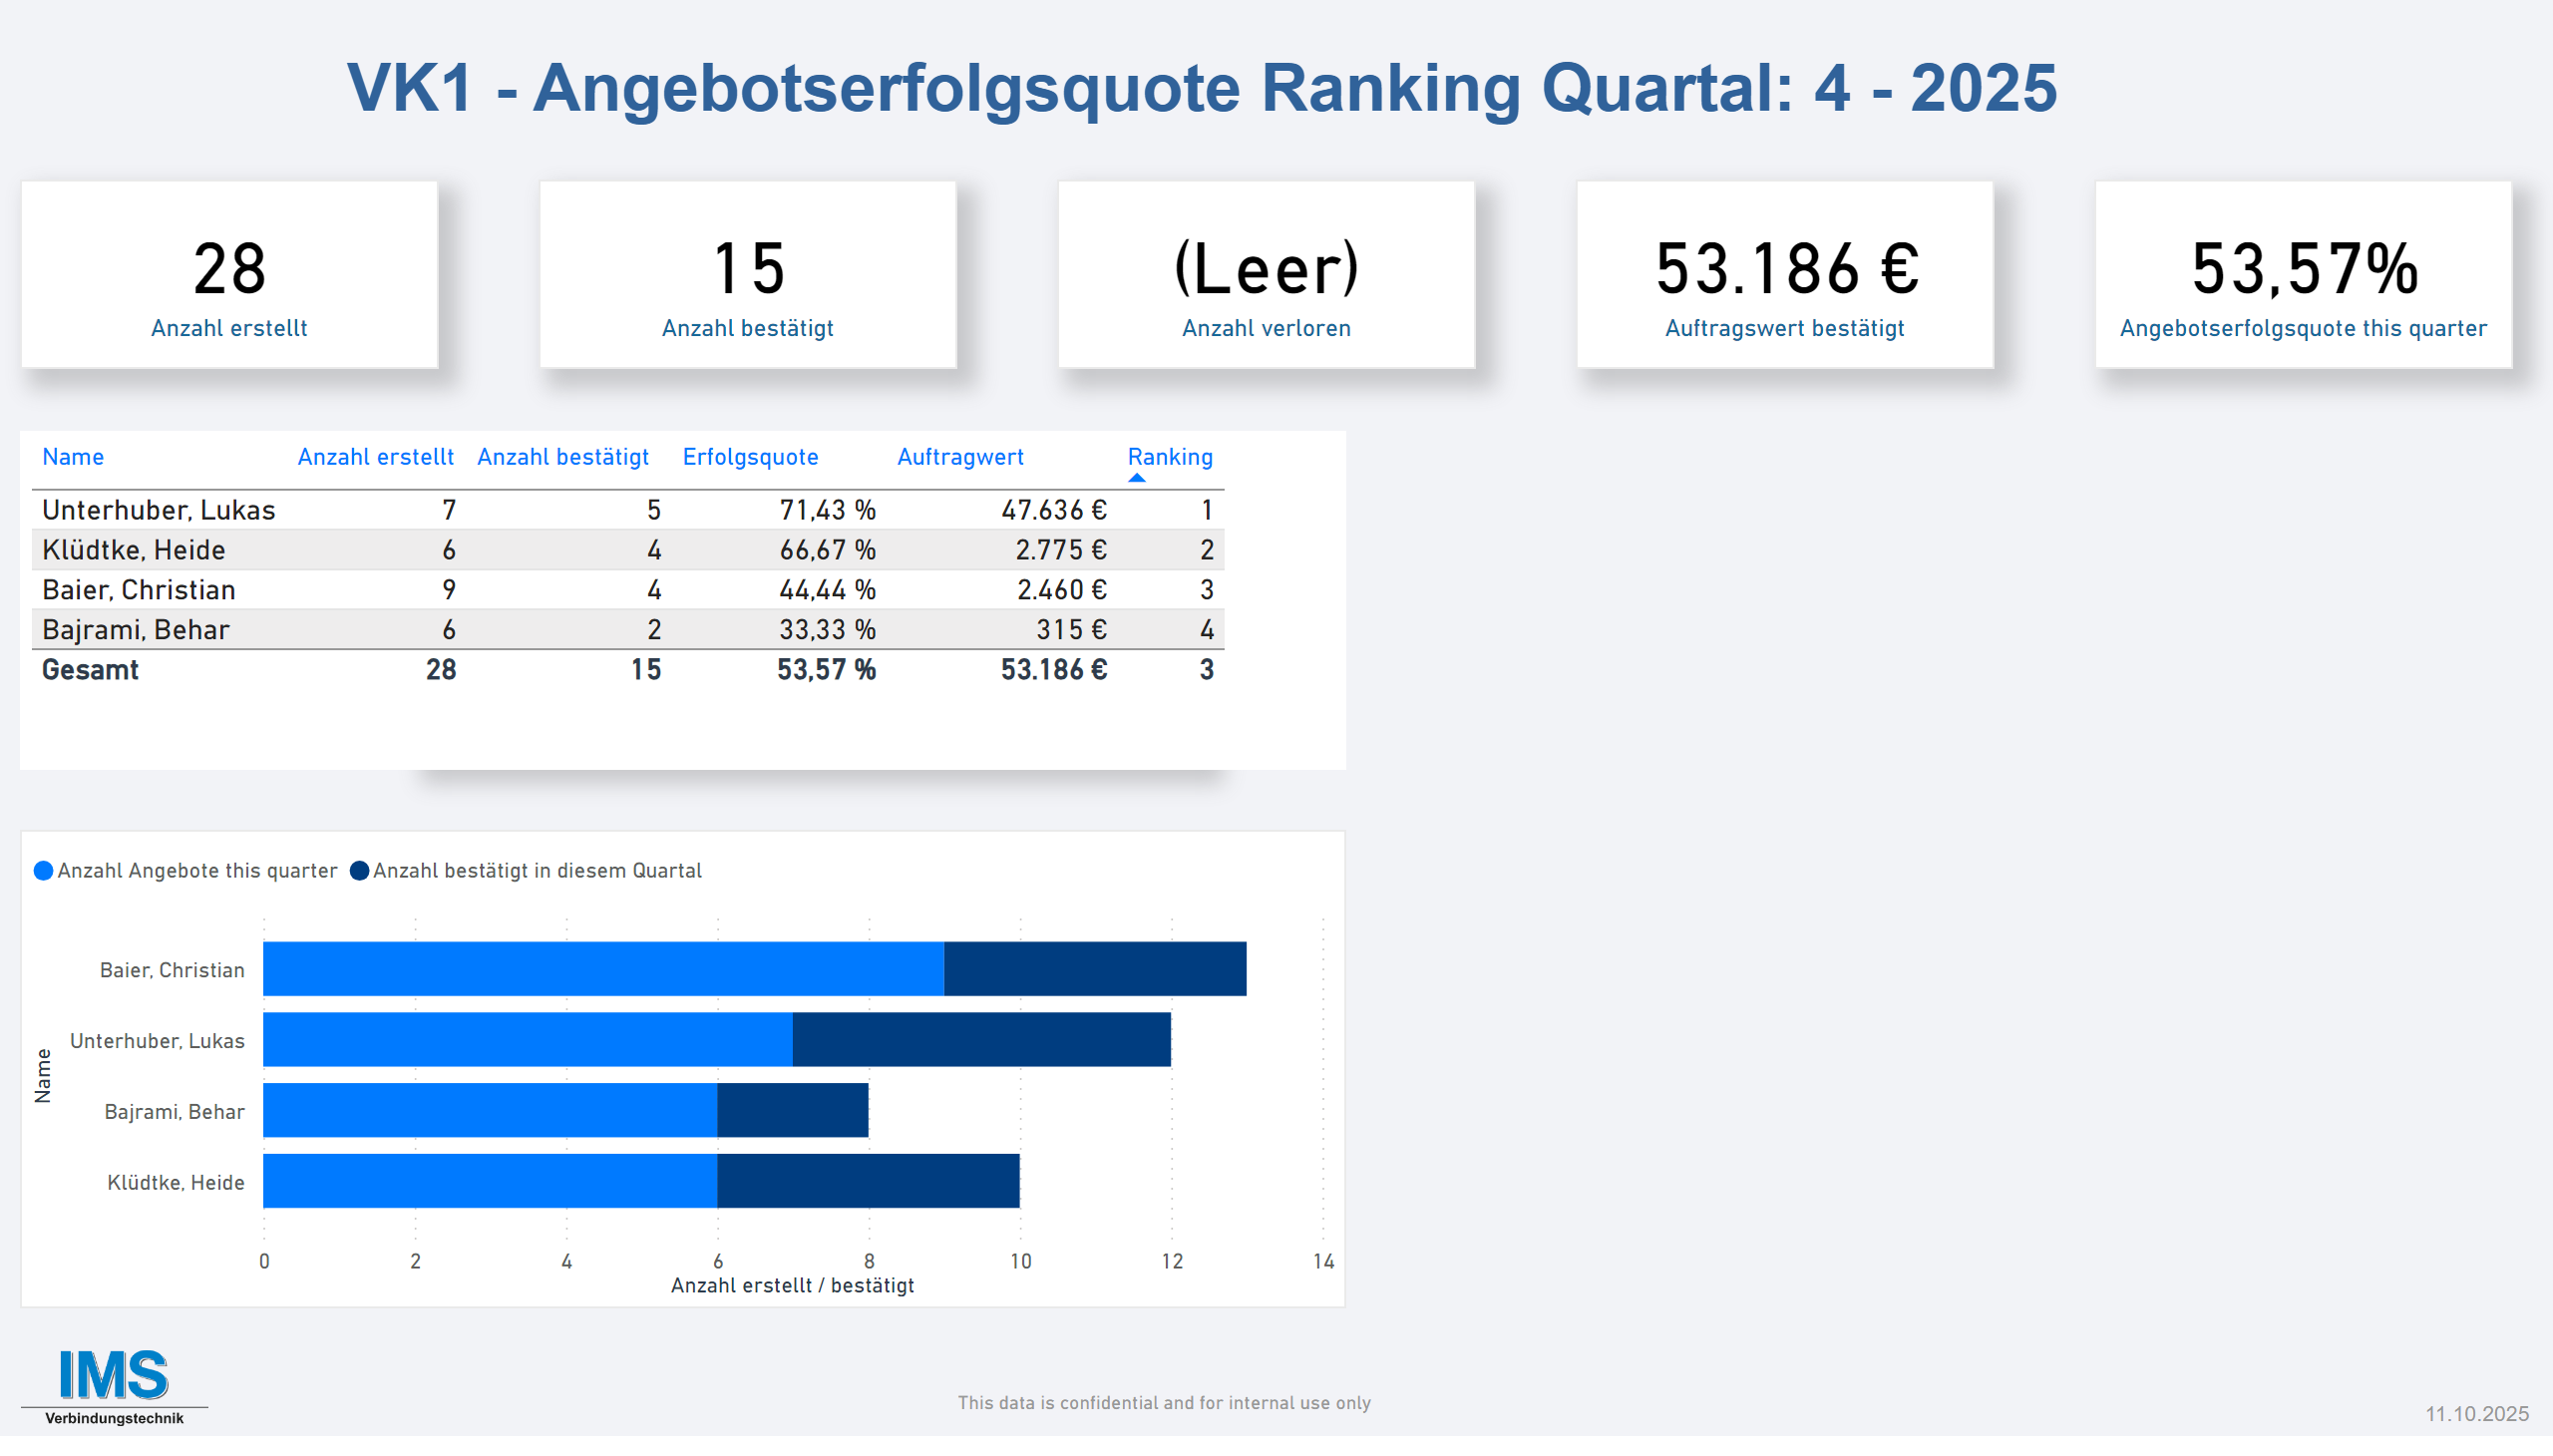 VK1 - Angebotserfolgsquote Ranking Quartal: 4 - 2025
28
Anzahl erstellt
15
Anzahl bestätigt
(Leer)
Anzahl verloren
53.186 €
Auftragswert bestätigt
53,57%
Angebotserfolgsquote this quarter
Name Anzahl erstellt Anzahl bestätigt Erfolgsquote Auftragwert Ranking
Unterhuber, Lukas 7 5 71,43 % 47.636 € 1
Klüdtke, Heide 6 4 66,67 % 2.775 € 2
Baier, Christian 9 4 44,44 % 2.460 € 3
Bajrami, Behar 6 2 33,33 % 315 € 4
Gesamt 28 15 53,57 % 53.186 € 3
Anzahl Angebote this quarter Anzahl bestätigt in diesem Quartal
Name
Baier, Christian
Unterhuber, Lukas
Bajrami, Behar
Klüdtke, Heide
0 2 4 6 8 10 12 14
Anzahl erstellt / bestätigt
IMS
Verbindungstechnik
This data is confidential and for internal use only
11.10.2025